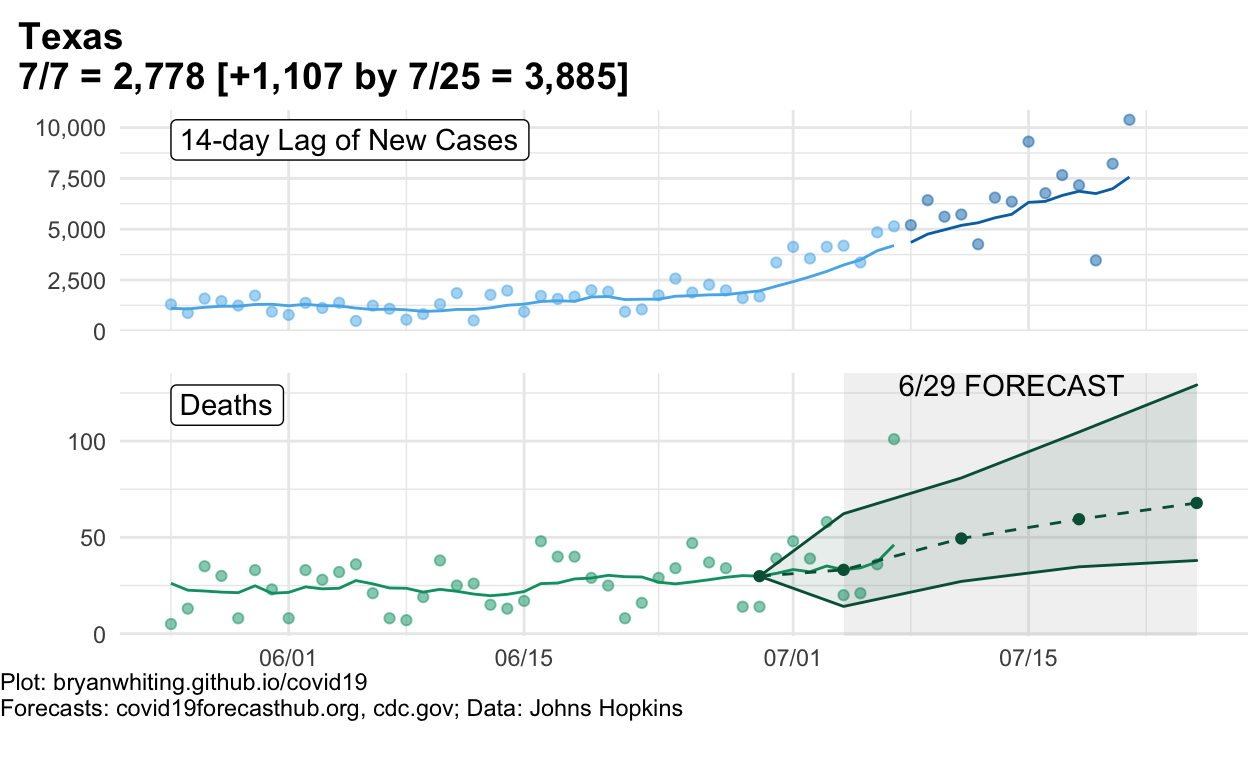 Texas
7/7 = 2,778 [+1,107 by 7/25 = 3,885]
14-day Lag of New Cases
10,000
7,500
5,000
2,500
0
Deaths
6/29 FORECAST
100
50
0
06/01
06/15
07/01
07/15
Plot: bryanwhiting.github.io/covid19
Forecasts: covid19forecasthub.org, cdc.gov; Data: Johns Hopkins